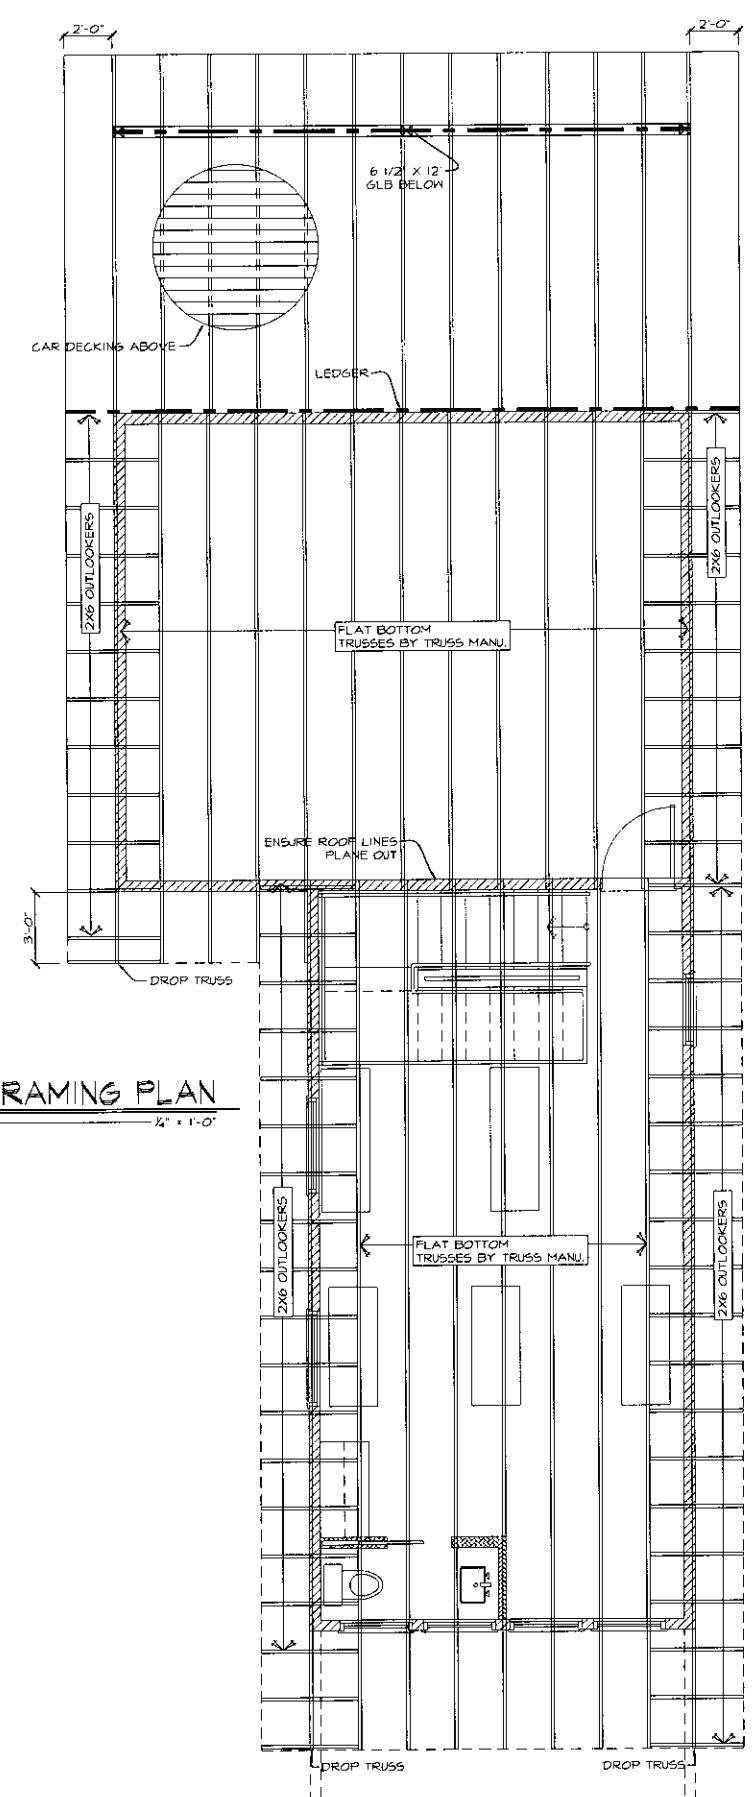 2'-0"
2'-0"
6 1/2" X 12"
GLB BELOW
CAR DECKING ABOVE
LEDGER
2X6 OUTLOOKERS
2X6 OUTLOOKERS
FLAT BOTTOM
TRUSSES BY TRUSS MANU.
ENSURE ROOF LINES
PLANE OUT
3'-0"
DROP TRUSS
RAMING PLAN
1/4" = 1'-0"
2X6 OUTLOOKERS
2X6 OUTLOOKERS
FLAT BOTTOM
TRUSSES BY TRUSS MANU.
DROP TRUSS
DROP TRUSS